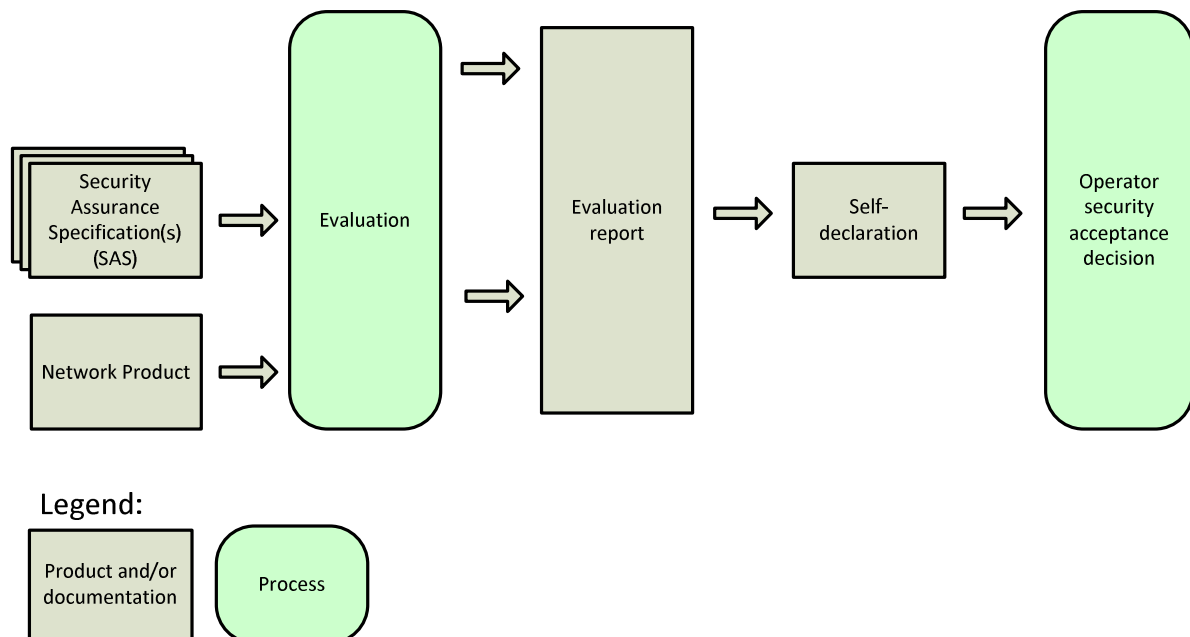 Security
Assurance
Specification(s)
(SAS)
Network Product
Evaluation
Evaluation
report
Self-
declaration
Operator
security
acceptance
decision
Legend:
Product and/or
documentation
Process